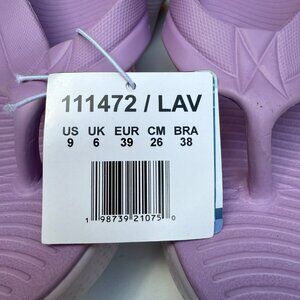 111472 / LAV
US UK EUR CM BRA
9 6 39 26 38
1 98739 21075 0